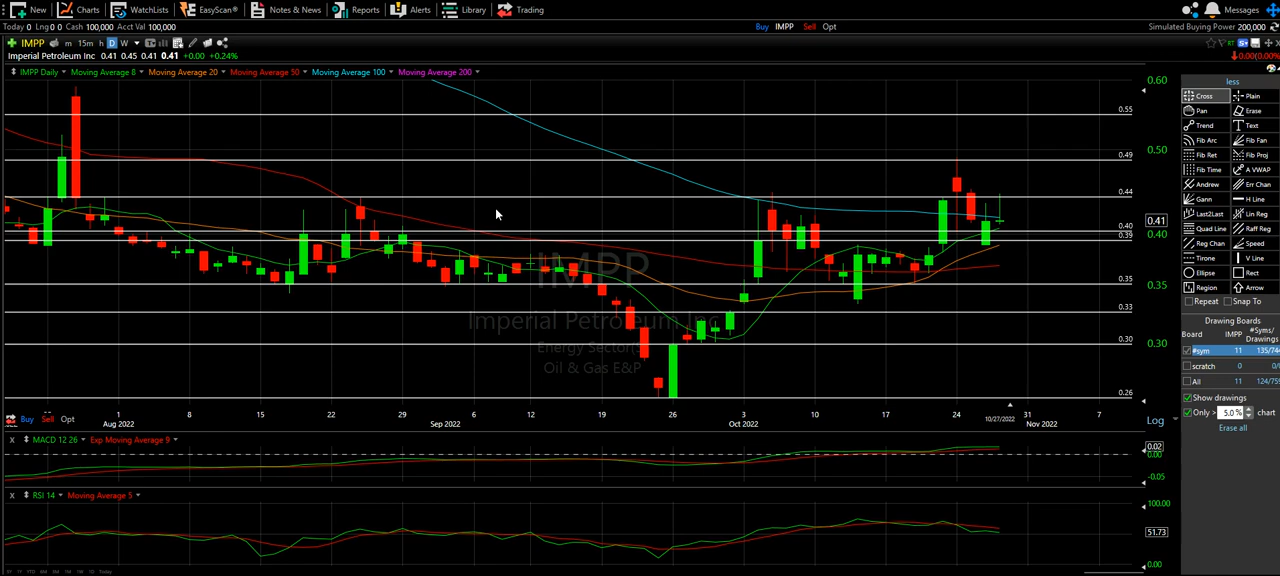 New Charts WatchLists EasyScan® Notes & News Reports Alerts Library Trading Messages
Today 0 Lng 0 0 Cash 100,000 Acct Val 100,000 Buy IMPP Sell Opt Simulated Buying Power 200,000
IMPP m 15m h D W
Imperial Petroleum Inc 0.41 0.45 0.41 0.41 +0.00 +0.24%
IMPP Daily Moving Average 8 Moving Average 20 Moving Average 50 Moving Average 100 Moving Average 200
0.60
0.55
0.50
0.49
0.44
0.41
0.40
0.40
0.39
0.35
0.35
0.33
0.30
0.30
0.26
IMPP
Imperial Petroleum Inc
Energy Sector
Oil & Gas E&P
Buy Sell Opt
1 8 15 22 29 6 12 19 26 3 10 17 24 10/27/2022 7
Aug 2022 Sep 2022 Oct 2022 Nov 2022
Log
X MACD 12 26 Exp Moving Average 9
0.02
0.00
-0.05
X RSI 14 Moving Average 5
100.00
51.73
0.00
less
Cross Plain
Pan Erase
Trend Text
Fib Arc Fib Fan
Fib Ret Fib Proj
Fib Time A VWAP
Andrew Err Chan
Gann H Line
Last2Last Lin Reg
Quad Line Raff Reg
Reg Chan Speed
Tirone V Line
Ellipse Rect
Region Arrow
Repeat Snap To
Drawing Boards
Board IMPP #Syms/
Drawings
#sym 11
scratch 0
All 11
Show drawings
Only > 5.0 % chart
Erase all